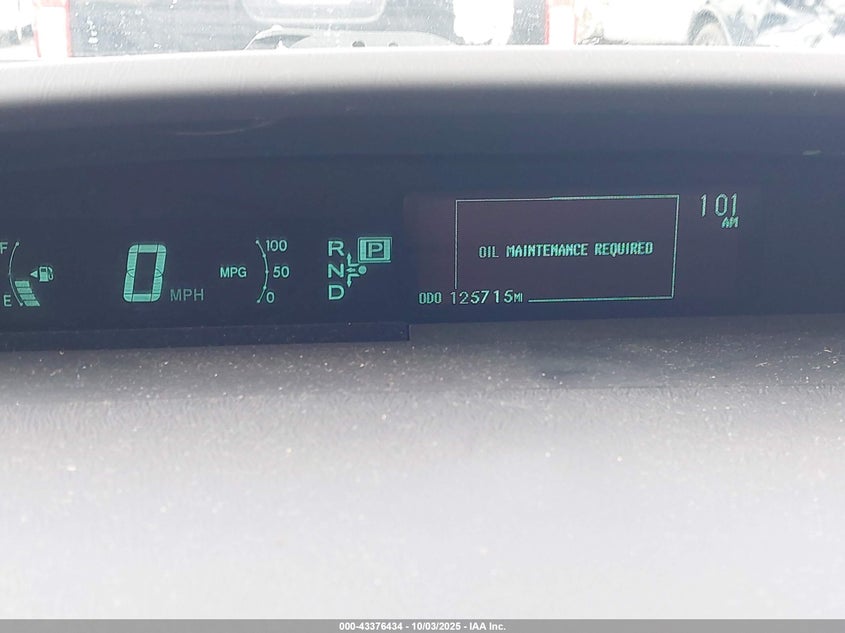 F
E
0 MPH
MPG
100
50
0
R
N
D
P
OIL MAINTENANCE REQUIRED
ODO 125715MI
101
AM
000-43376434 - 10/03/2025 - IAA Inc.